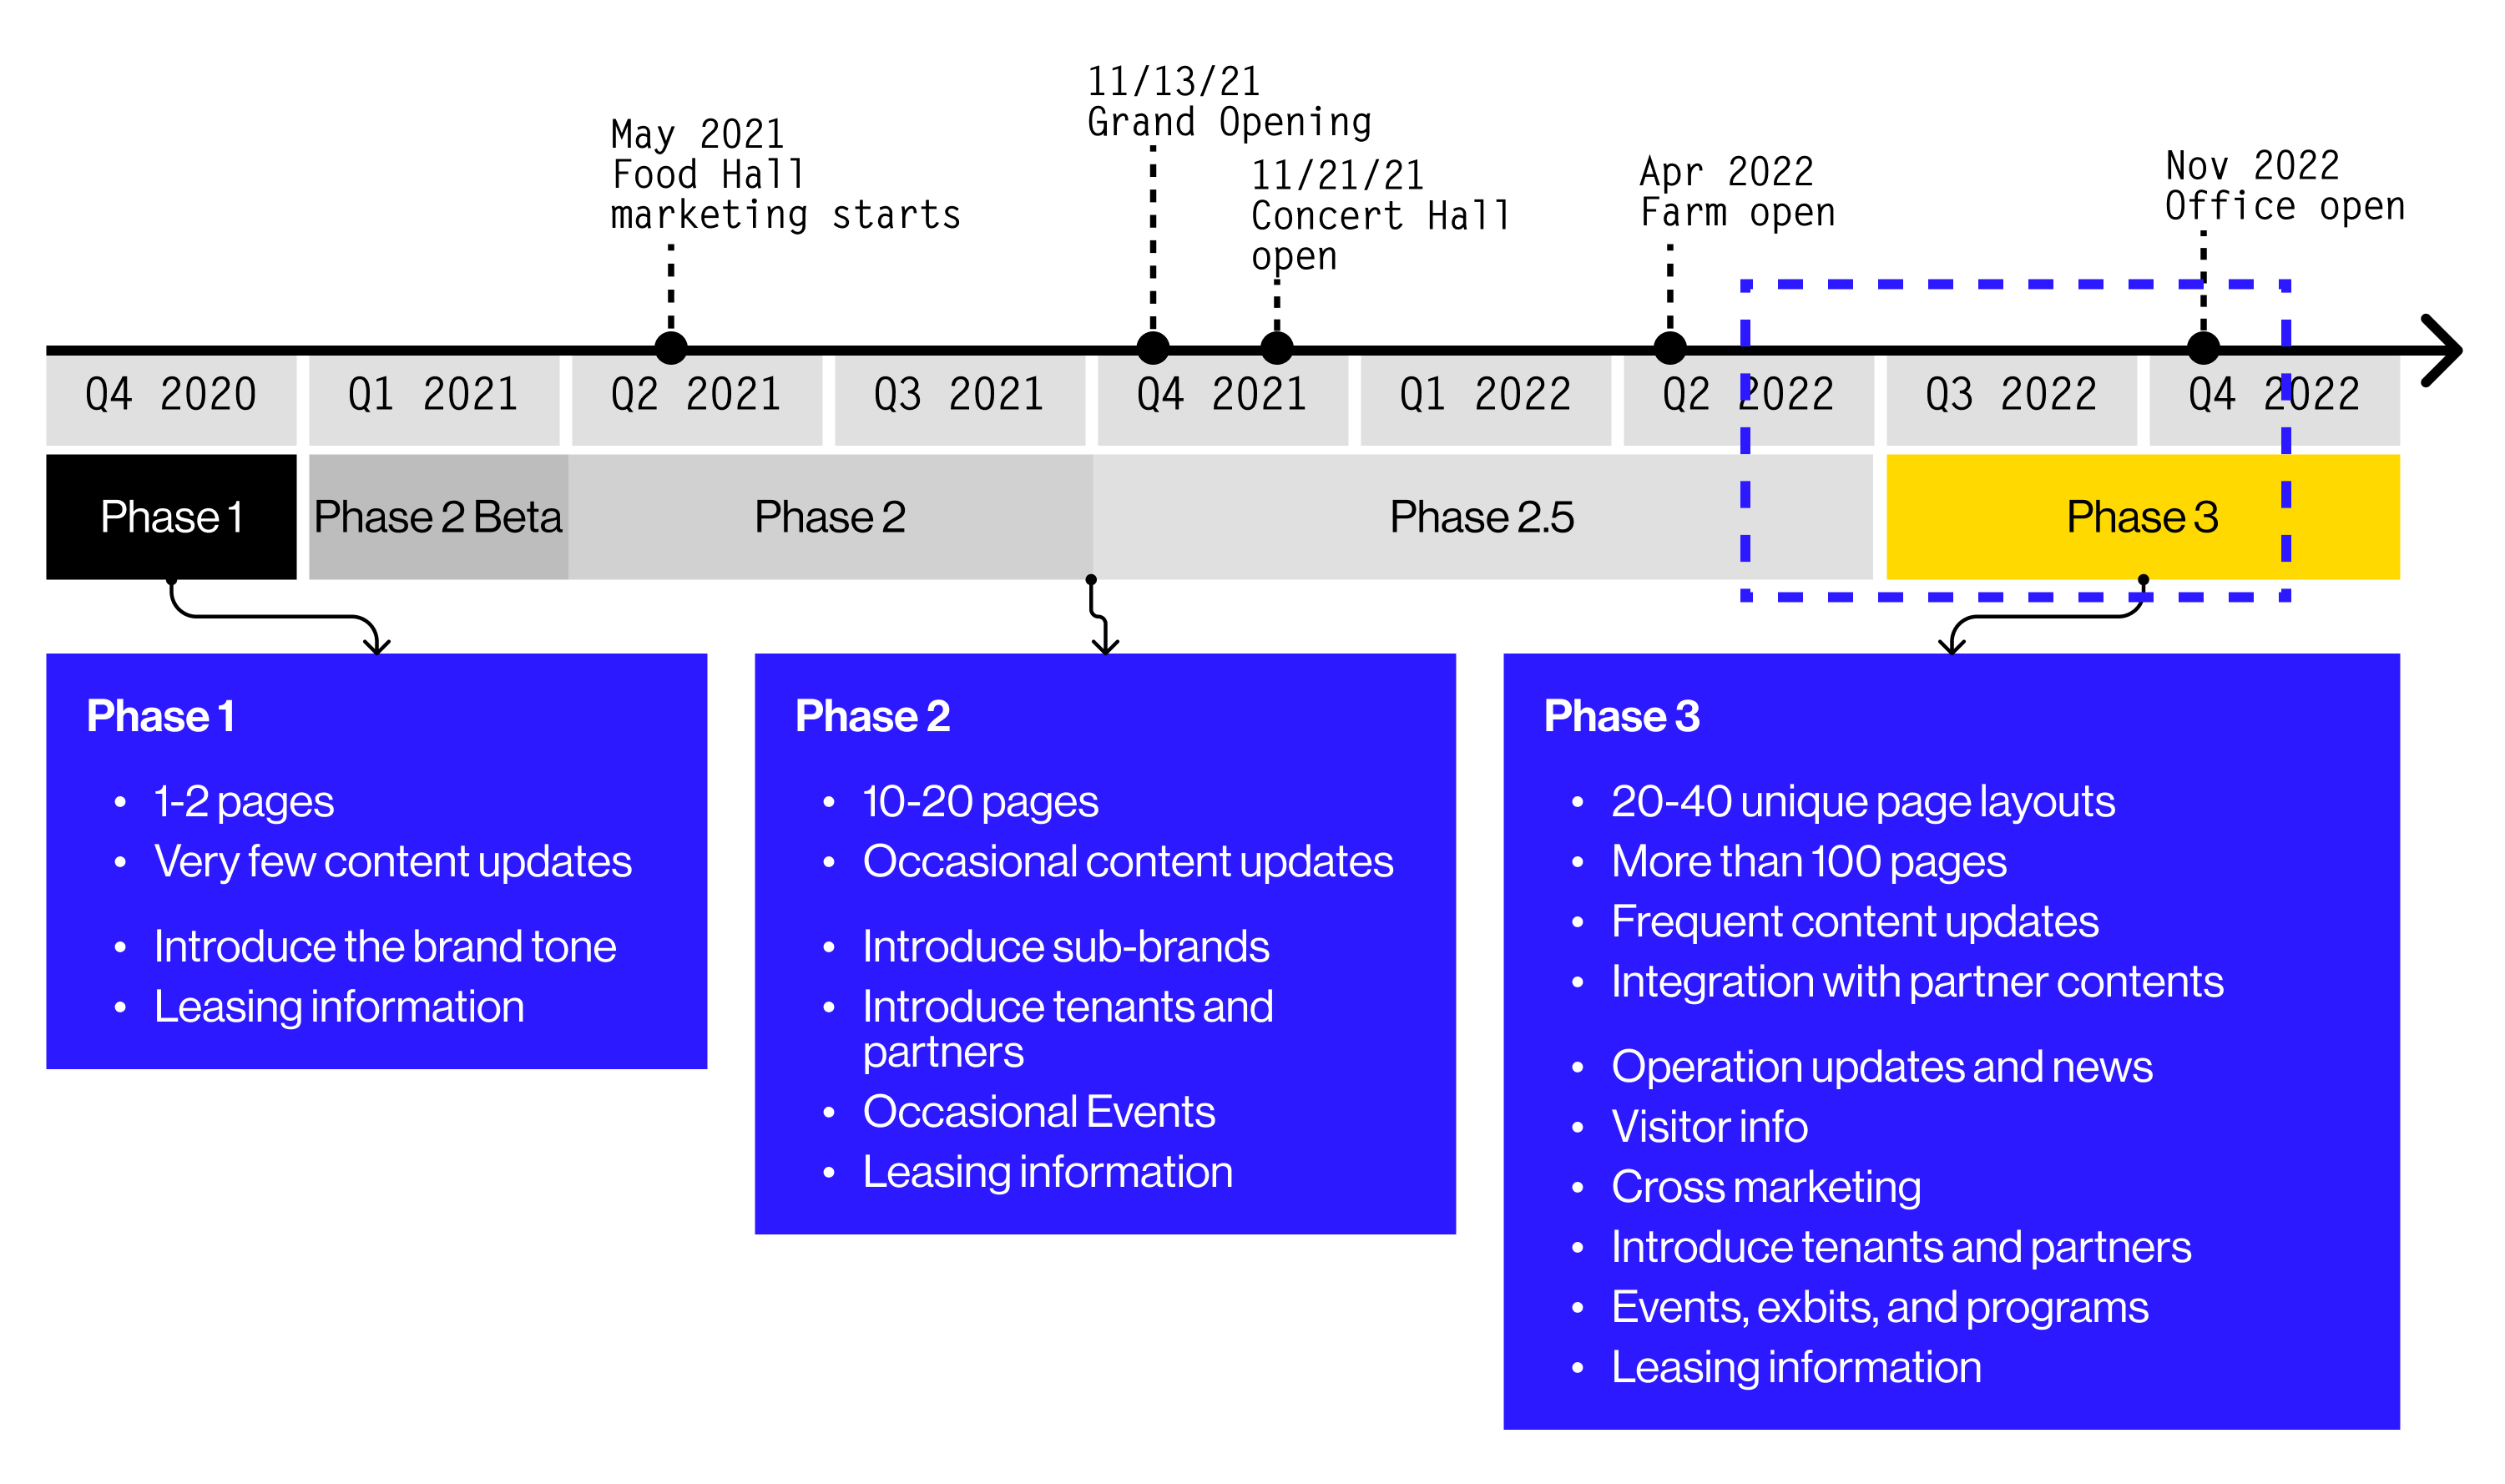 11/13/21
Grand Opening
May 2021
Food Hall
marketing starts
11/21/21
Concert Hall
open
Apr 2022
Farm open
Nov 2022
Office open
Q4 2020
Q1 2021
Q2 2021
Q3 2021
Q4 2021
Q1 2022
Q2 2022
Q3 2022
Q4 2022
Phase 1
Phase 2 Beta
Phase 2
Phase 2.5
Phase 3
Phase 1
• 1-2 pages
• Very few content updates
• Introduce the brand tone
• Leasing information
Phase 2
• 10-20 pages
• Occasional content updates
• Introduce sub-brands
• Introduce tenants and
partners
• Occasional Events
• Leasing information
Phase 3
• 20-40 unique page layouts
• More than 100 pages
• Frequent content updates
• Integration with partner contents
• Operation updates and news
• Visitor info
• Cross marketing
• Introduce tenants and partners
• Events, exbits, and programs
• Leasing information